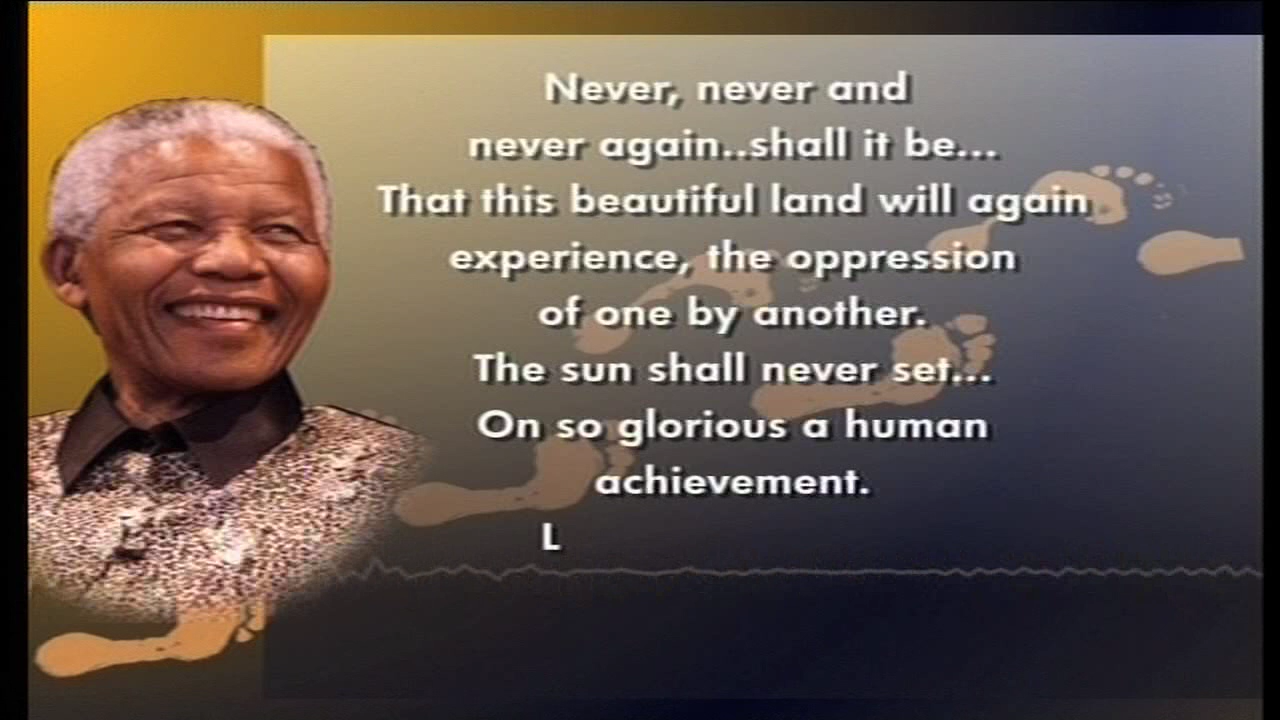 Never, never and
never again..shall it be...
That this beautiful land will again
experience, the oppression
of one by another.
The sun shall never set...
On so glorious a human
achievement.
L